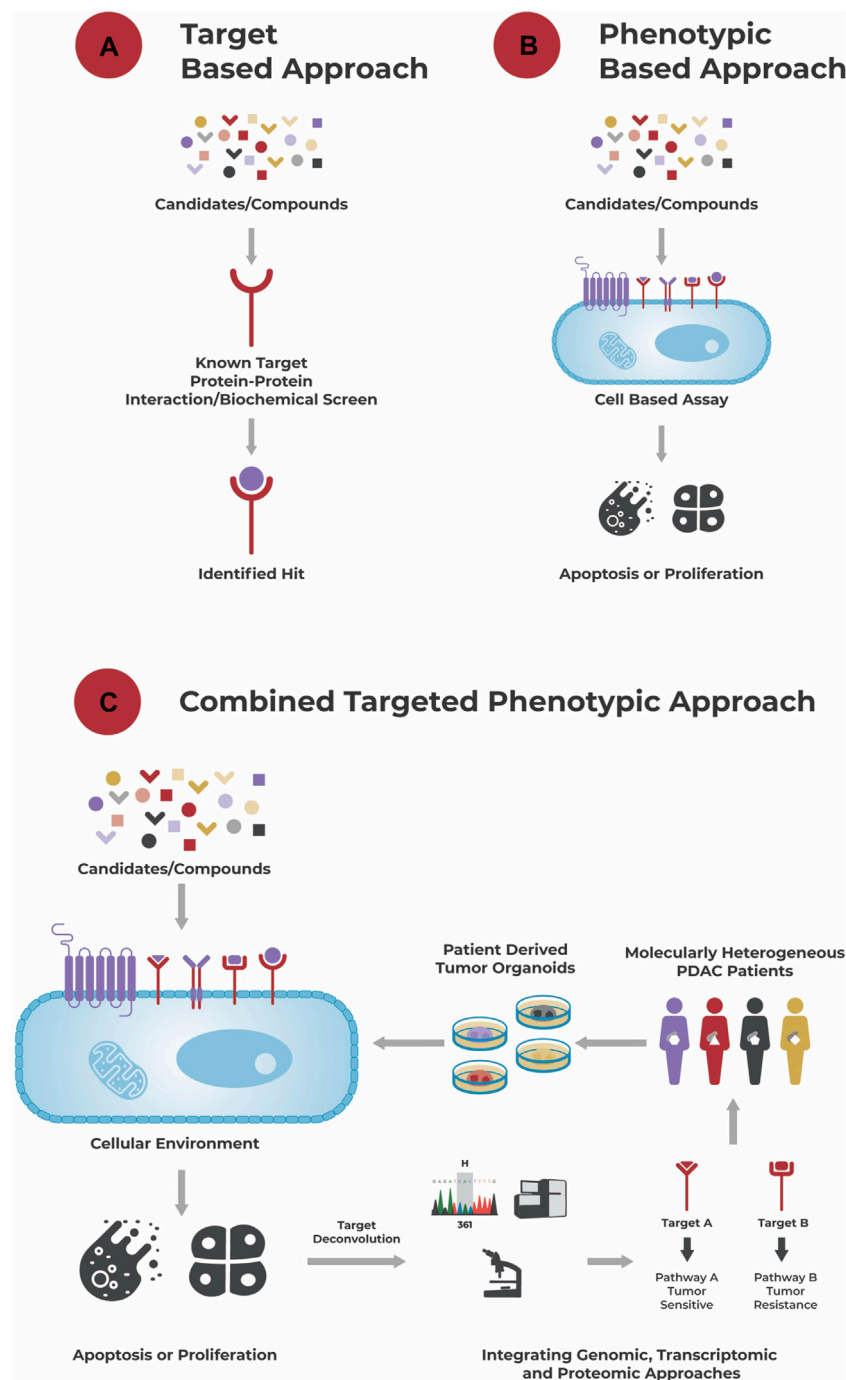 A
Target
Based Approach
Candidates/Compounds
Known Target
Protein-Protein
Interaction/Biochemical Screen
Identified Hit
B
Phenotypic
Based Approach
Candidates/Compounds
Cell Based Assay
Apoptosis or Proliferation
C
Combined Targeted Phenotypic Approach
Candidates/Compounds
Cellular Environment
Patient Derived
Tumor Organoids
Molecularly Heterogeneous
PDAC Patients
Apoptosis or Proliferation
Target
Deconvolution
H
361
Target A
Target B
Pathway A
Tumor
Sensitive
Pathway B
Tumor
Resistance
Integrating Genomic, Transcriptomic
and Proteomic Approaches